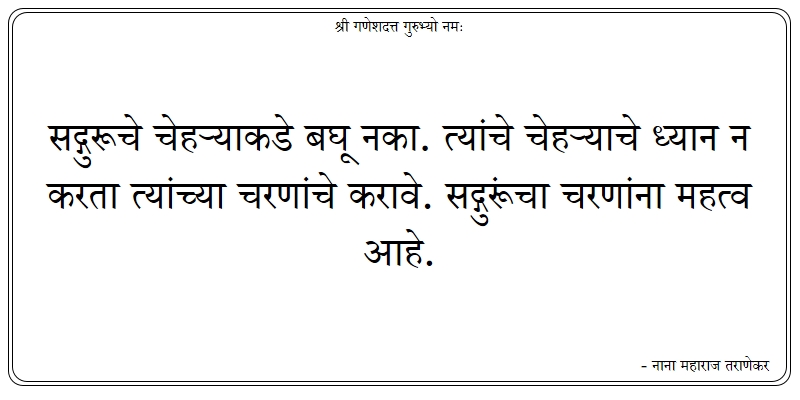 श्री गणेशदत्त गुरुभ्यो नमः
सद्गुरूचे चेहऱ्याकडे बघू नका. त्यांचे चेहऱ्याचे ध्यान न
करता त्यांच्या चरणांचे करावे. सद्गुरूंचा चरणांना महत्व
आहे.
- नाना महाराज तराणेकर